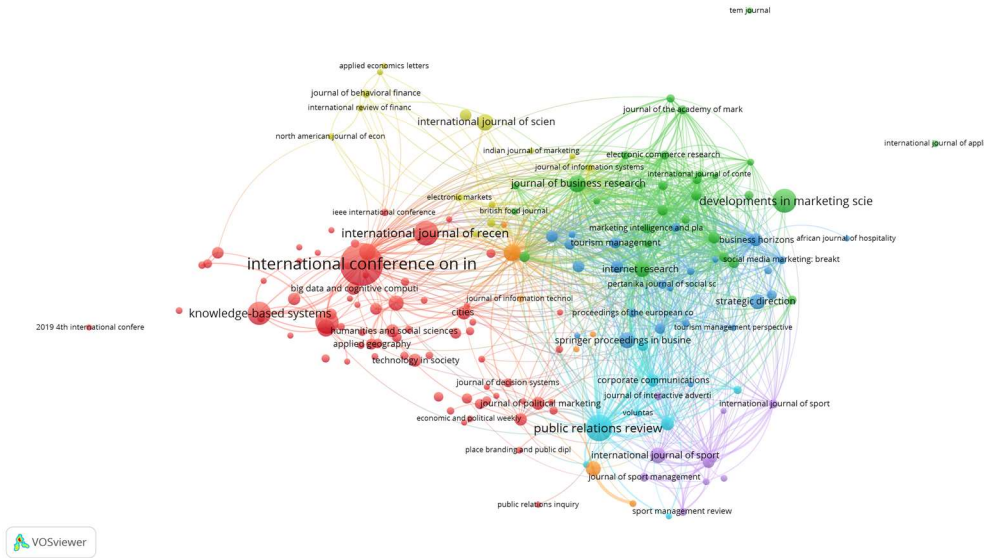 tem journal
applied economics letters
journal of behavioral finance
international review of financ
journal of the academy of mark
international journal of scien
north american journal of econ
international journal of appl
indian journal of marketing
electronic commerce research
journal of information systems
international journal of conte
journal of business research
electronic markets
developments in marketing scie
ieee international conference
british food journal
marketing intelligence and pla
international journal of recen
tourism management
business horizons
african journal of hospitality
social media marketing: breakt
international conference on in
internet research
pertanika journal of social sc
big data and cognitive computi
journal of information technol
strategic direction
knowledge-based systems
cities
proceedings of the european co
2019 4th international confere
humanities and social sciences
tourism management perspective
applied geography
springer proceedings in busine
technology in society
journal of decision systems
corporate communications
journal of interactive adverti
journal of political marketing
international journal of sport
economic and political weekly
voluntas
public relations review
place branding and public dipl
international journal of sport
journal of sport management
public relations inquiry
sport management review
VOSviewer